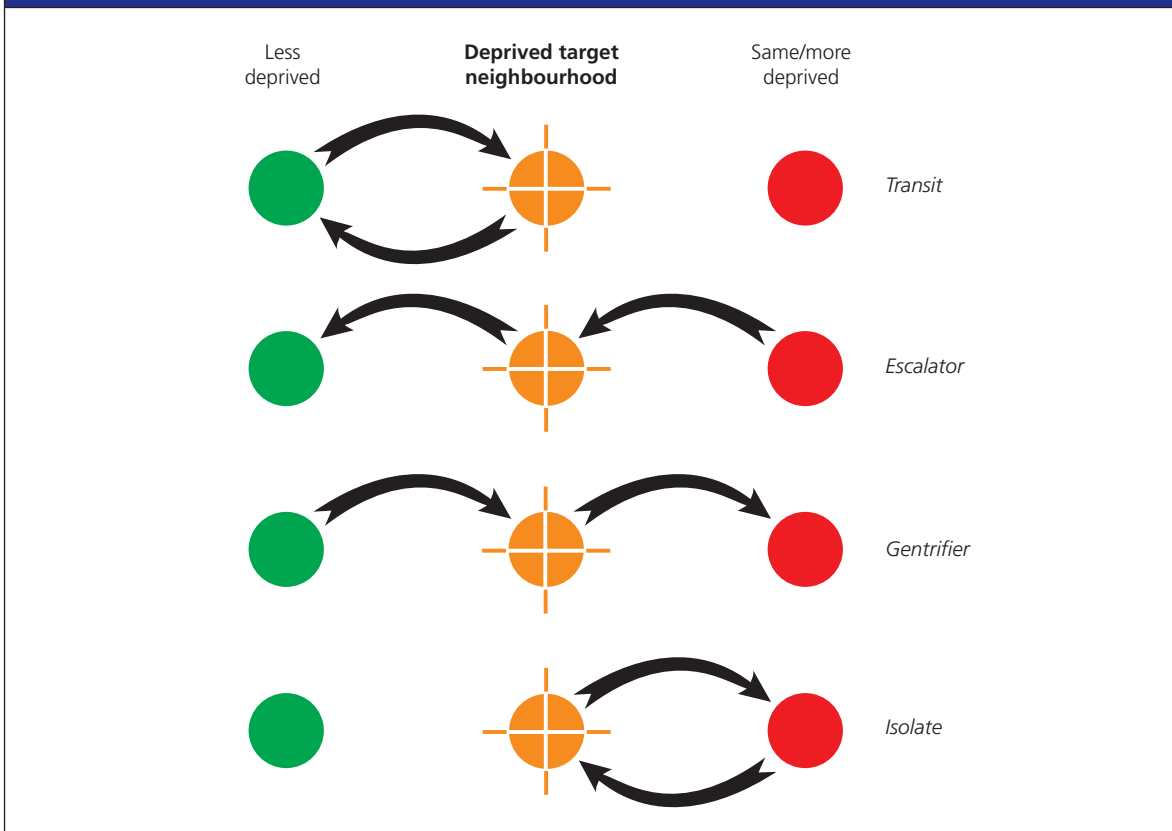 Less
deprived
Deprived target
neighbourhood
Same/more
deprived
Transit
Escalator
Gentrifier
Isolate